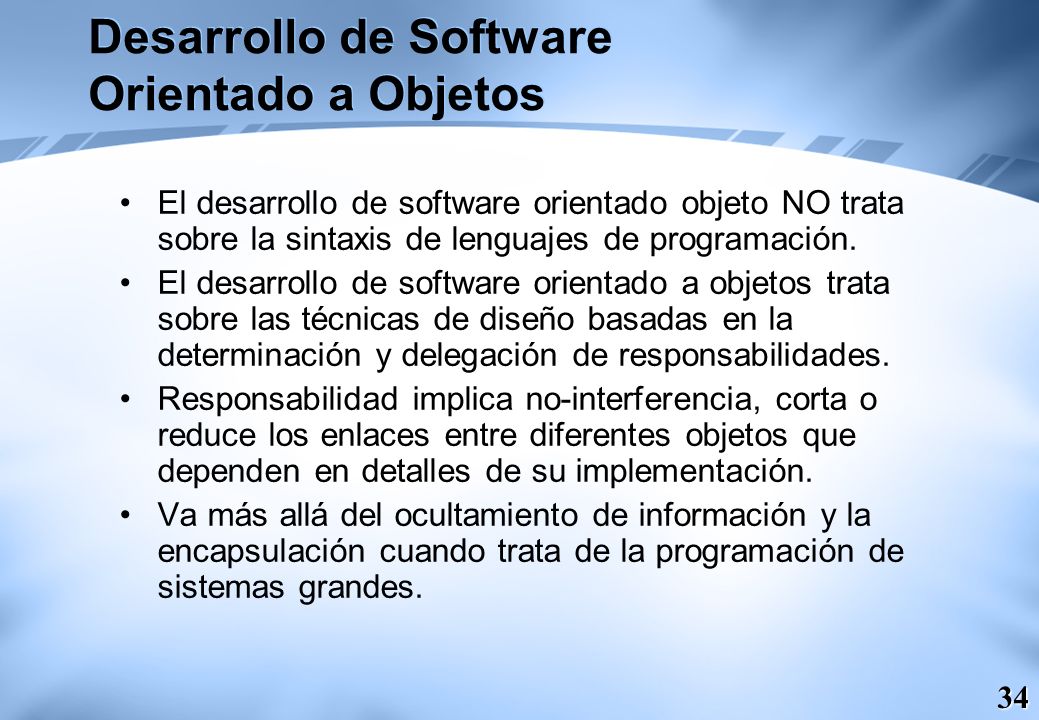 Desarrollo de Software
Orientado a Objetos
• El desarrollo de software orientado objeto NO trata
sobre la sintaxis de lenguajes de programación.
• El desarrollo de software orientado a objetos trata
sobre las técnicas de diseño basadas en la
determinación y delegación de responsabilidades.
• Responsabilidad implica no-interferencia, corta o
reduce los enlaces entre diferentes objetos que
dependen en detalles de su implementación.
• Va más allá del ocultamiento de información y la
encapsulación cuando trata de la programación de
sistemas grandes.
34